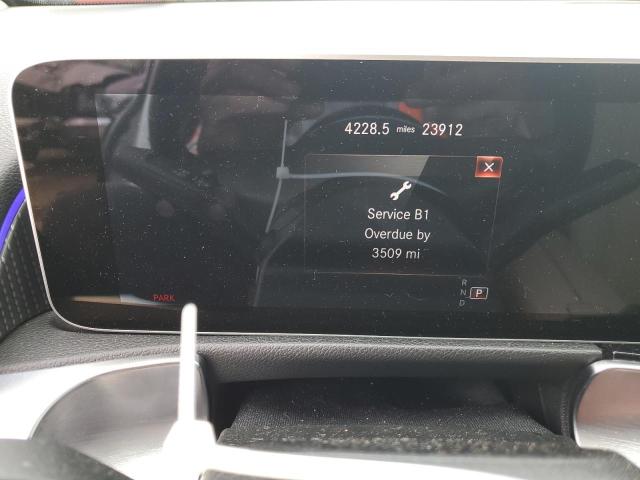 4228.5 miles 23912
Service B1
Overdue by
3509 mi
R
N P
D
PARK